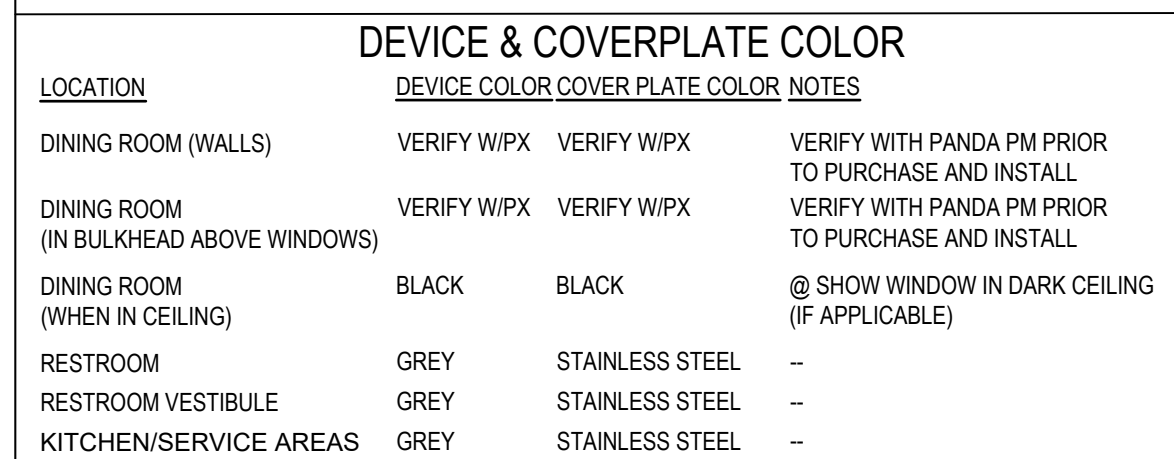 DEVICE & COVERPLATE COLOR
LOCATION DEVICE COLOR COVER PLATE COLOR NOTES
DINING ROOM (WALLS) VERIFY W/PX VERIFY W/PX VERIFY WITH PANDA PM PRIOR
TO PURCHASE AND INSTALL
DINING ROOM VERIFY W/PX VERIFY W/PX VERIFY WITH PANDA PM PRIOR
(IN BULKHEAD ABOVE WINDOWS) TO PURCHASE AND INSTALL
DINING ROOM BLACK BLACK @ SHOW WINDOW IN DARK CEILING
(WHEN IN CEILING) (IF APPLICABLE)
RESTROOM GREY STAINLESS STEEL --
RESTROOM VESTIBULE GREY STAINLESS STEEL --
KITCHEN/SERVICE AREAS GREY STAINLESS STEEL --